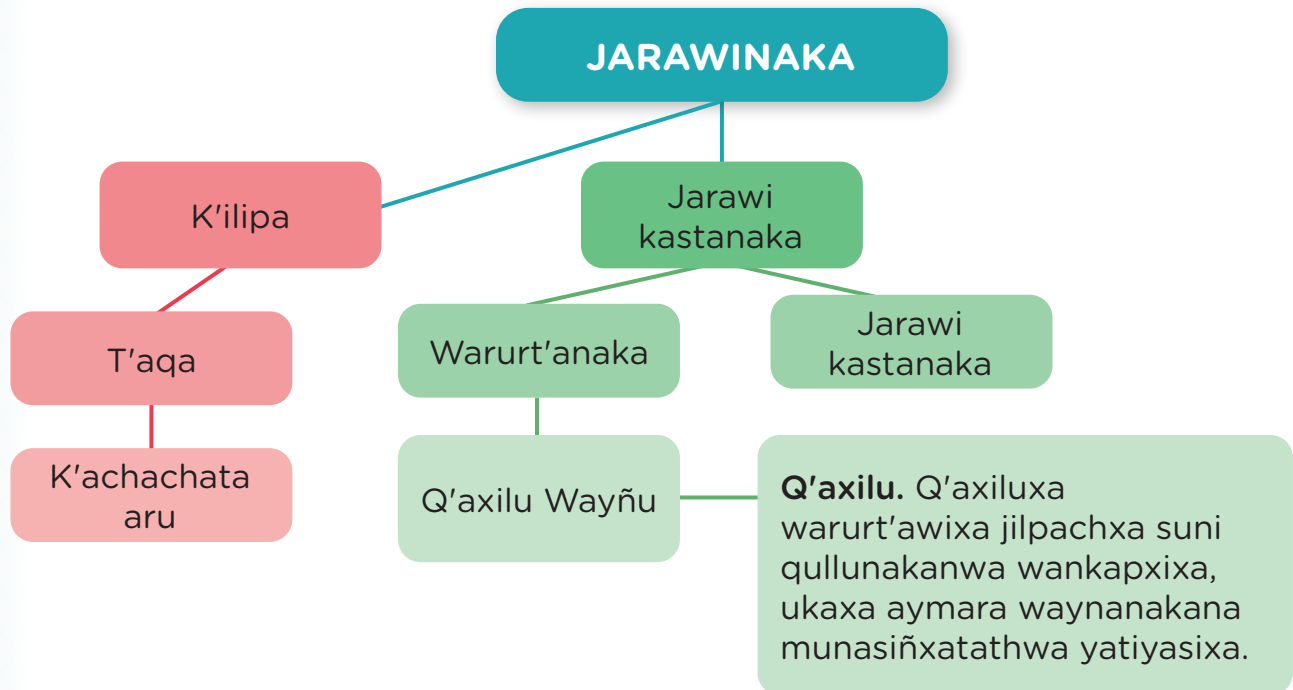 JARAWINAKA
K'ilipa
Jarawi
kastanaka
T'aqa
Warurt'anaka
Jarawi
kastanaka
K'achachata
aru
Q'axilu Wayñu
Q'axilu. Q'axiluxa
warurt'awixa jilpachxa suni
qullunakanwa wankapxixa,
ukaxa aymara waynanakana
munasiñxatathwa yatiyasixa.